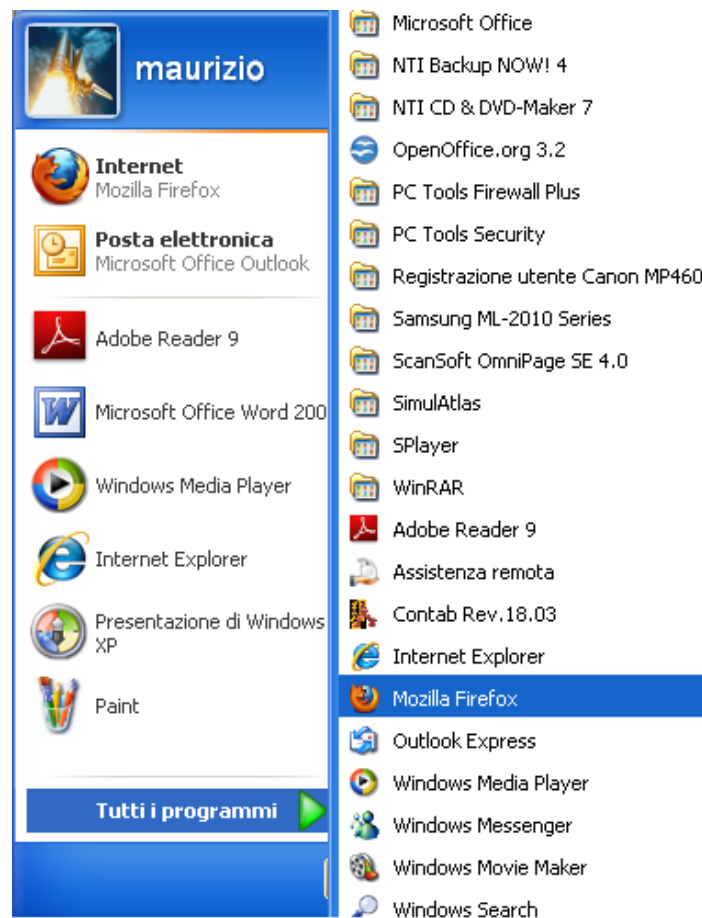 maurizio
Internet
Mozilla Firefox
Posta elettronica
Microsoft Office Outlook
Adobe Reader 9
Microsoft Office Word 200
Windows Media Player
Internet Explorer
Presentazione di Windows
XP
Paint
Tutti i programmi
Microsoft Office
NTI Backup NOW! 4
NTI CD & DVD-Maker 7
OpenOffice.org 3.2
PC Tools Firewall Plus
PC Tools Security
Registrazione utente Canon MP460
Samsung ML-2010 Series
ScanSoft OmniPage SE 4.0
SimulAtlas
SPlayer
WinRAR
Adobe Reader 9
Assistenza remota
Contab Rev.18.03
Internet Explorer
Mozilla Firefox
Outlook Express
Windows Media Player
Windows Messenger
Windows Movie Maker
Windows Search